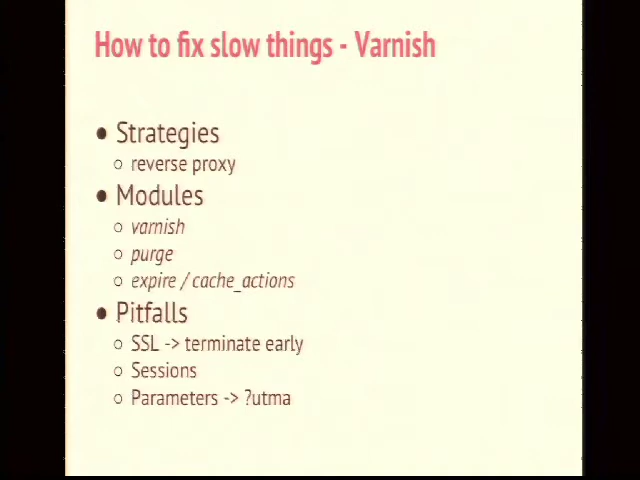 How to fix slow things - Varnish
● Strategies
○ reverse proxy
● Modules
○ varnish
○ purge
○ expire / cache_actions
● Pitfalls
○ SSL -> terminate early
○ Sessions
○ Parameters -> ?utma